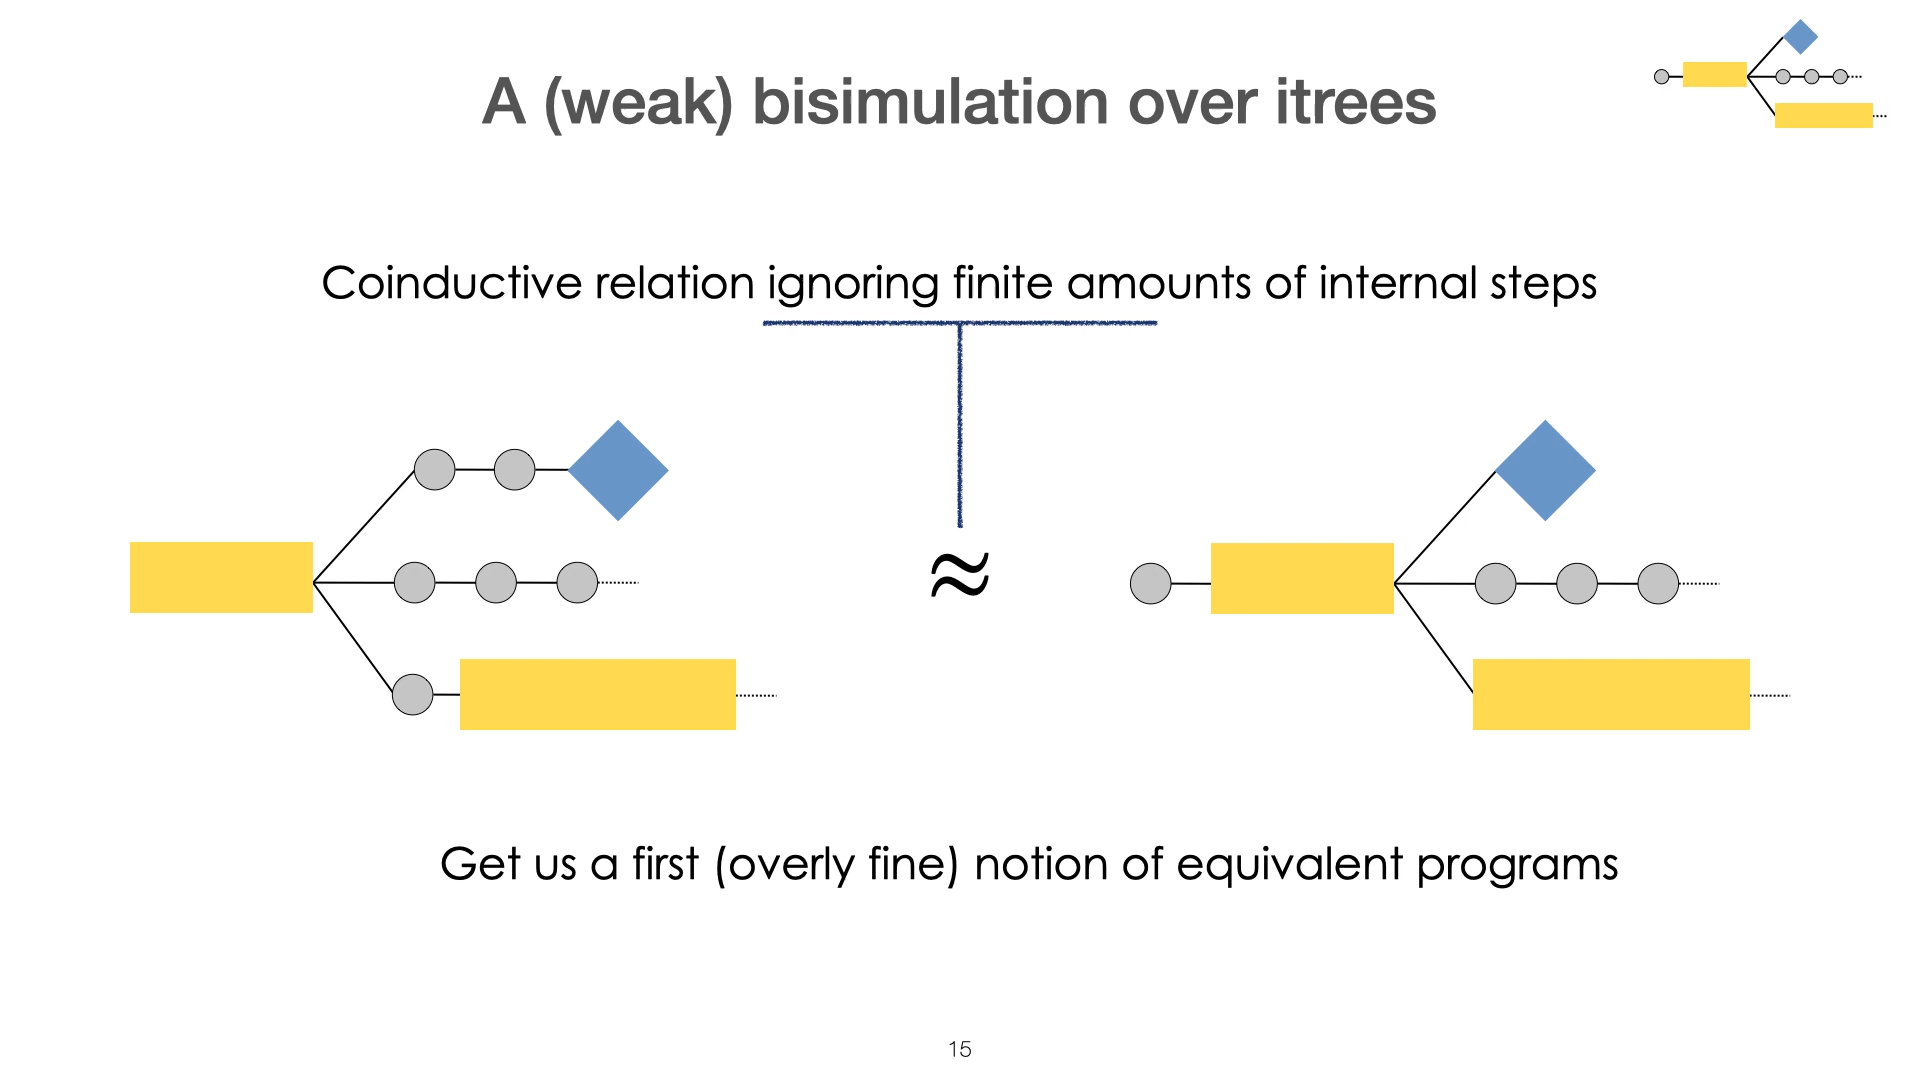 A (weak) bisimulation over itrees
Coinductive relation ignoring finite amounts of internal steps
≈
Get us a first (overly fine) notion of equivalent programs
15